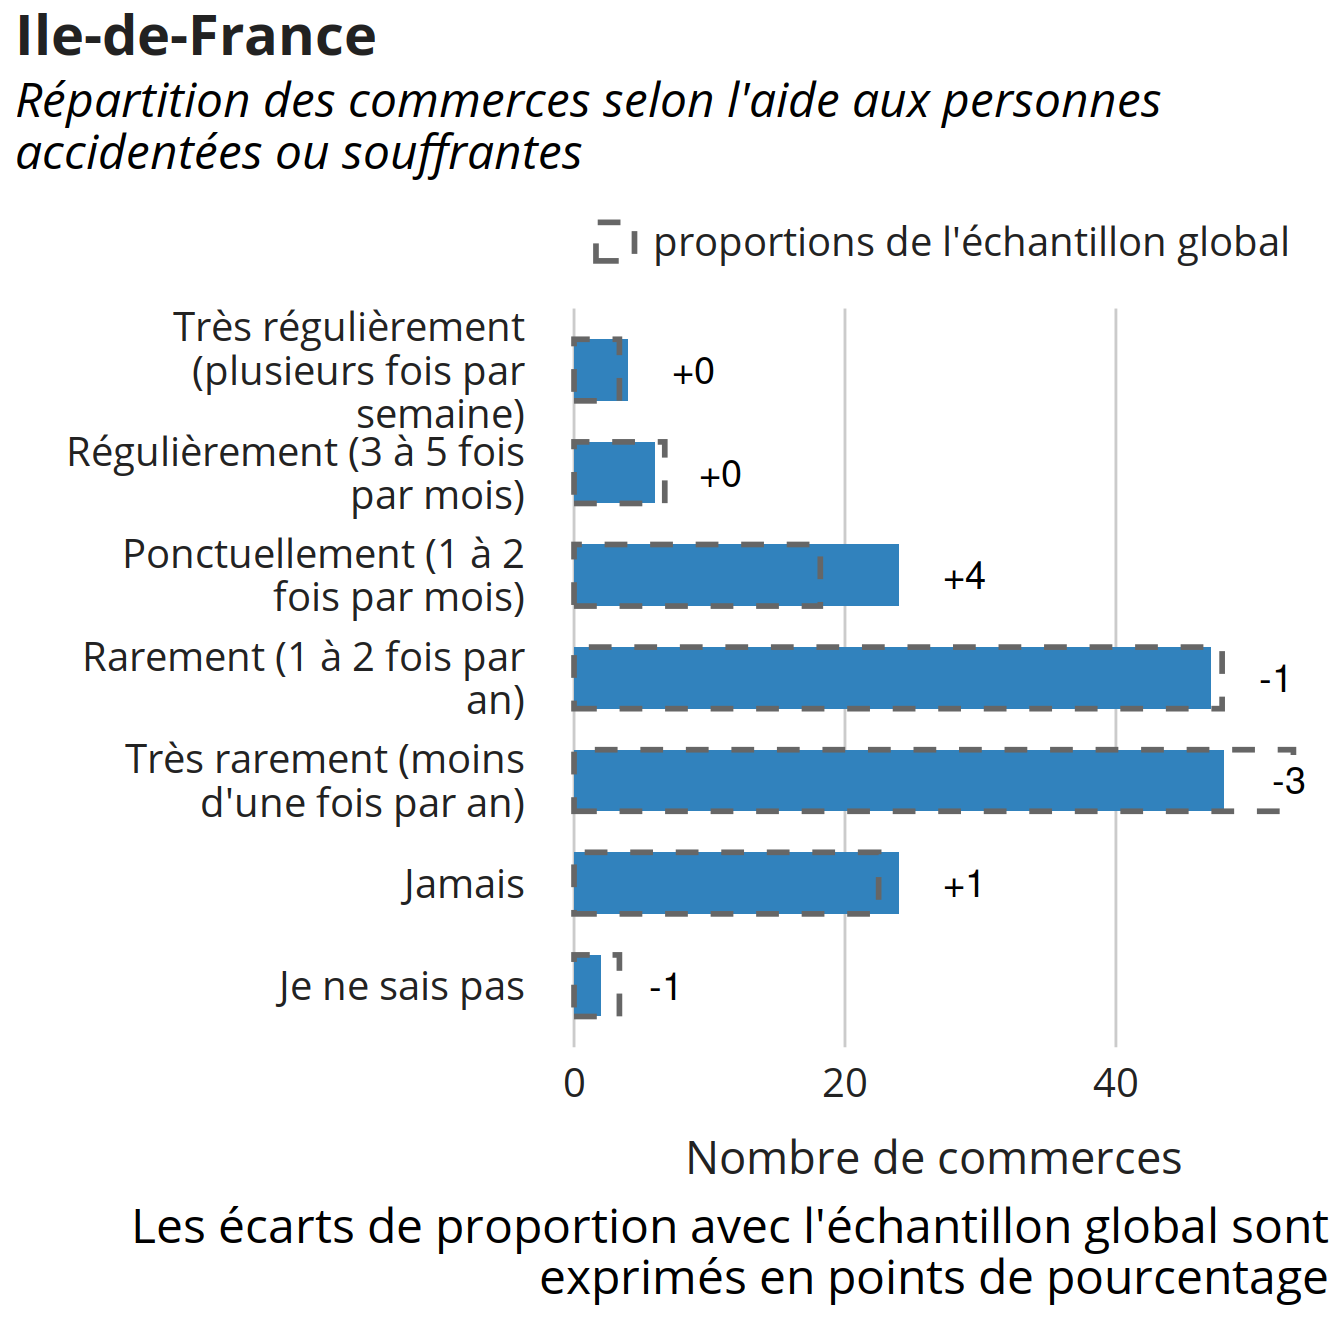 Ile-de-France
Répartition des commerces selon l'aide aux personnes
accidentées ou souffrantes
proportions de l'échantillon global
Très régulièrement
(plusieurs fois par
semaine)
+0
Régulièrement (3 à 5 fois
par mois)
+0
Ponctuellement (1 à 2
fois par mois)
+4
Rarement (1 à 2 fois par
an)
-1
Très rarement (moins
d'une fois par an)
-3
Jamais
+1
Je ne sais pas
-1
0 20 40
Nombre de commerces
Les écarts de proportion avec l'échantillon global sont
exprimés en points de pourcentage